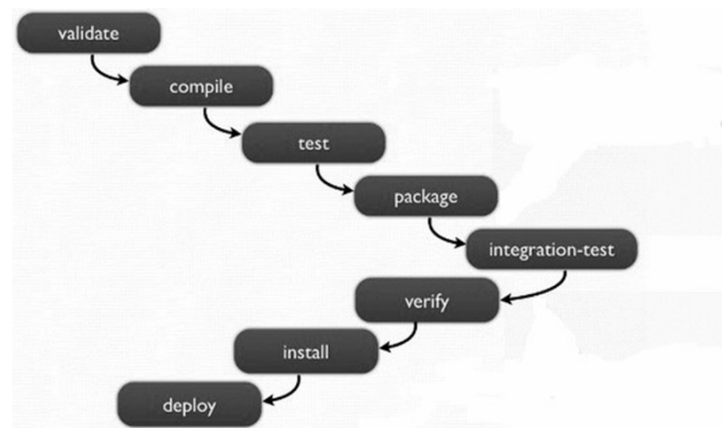 validate
compile
test
package
integration-test
verify
install
deploy